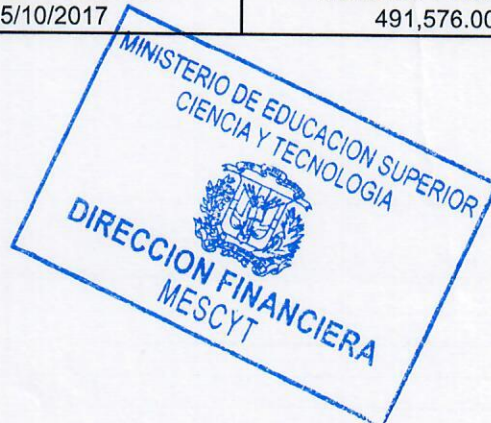 5/10/2017 491,576.00
MINISTERIO DE EDUCACION SUPERIOR
CIENCIA Y TECNOLOGIA
DIRECCION FINANCIERA
MESCYT